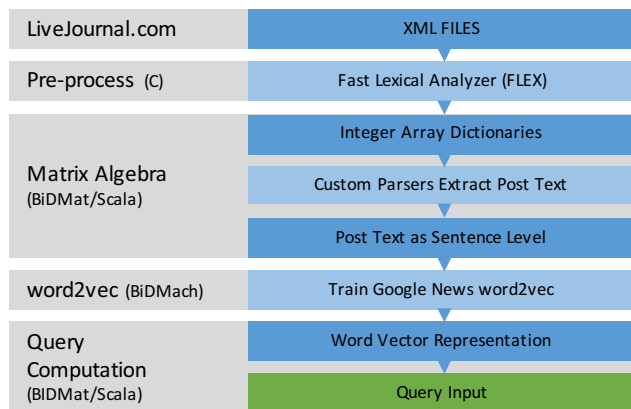 LiveJournal.com
XML FILES
Pre-process (C)
Fast Lexical Analyzer (FLEX)
Matrix Algebra
(BiDMat/Scala)
Integer Array Dictionaries
Custom Parsers Extract Post Text
Post Text as Sentence Level
word2vec (BiDMach)
Train Google News word2vec
Query
Computation
(BIDMat/Scala)
Word Vector Representation
Query Input